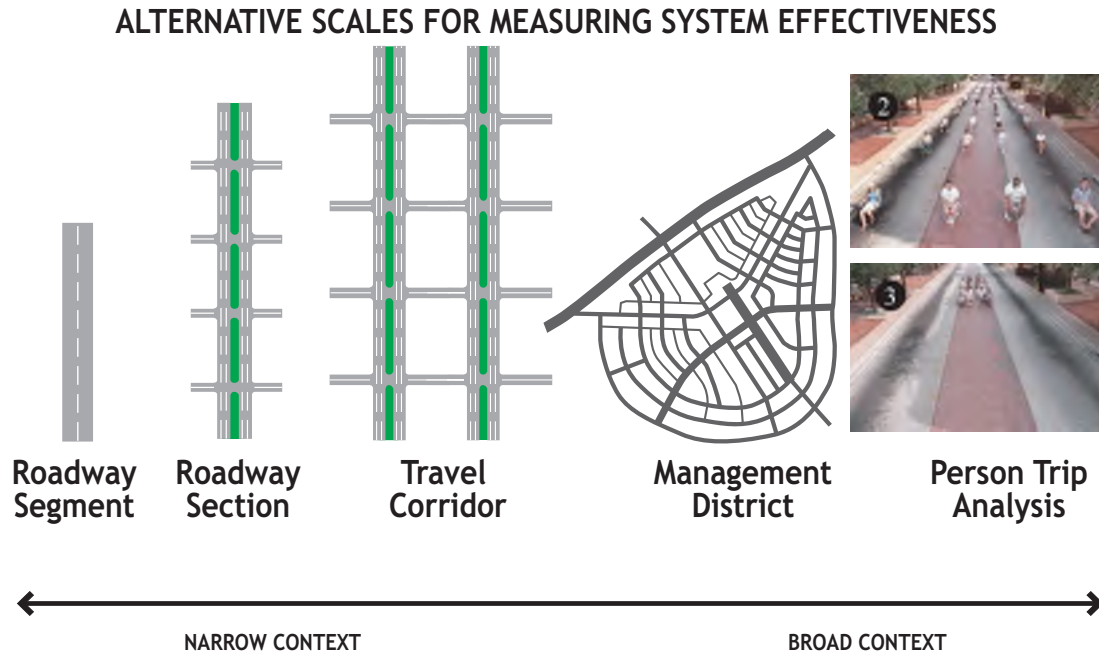 ALTERNATIVE SCALES FOR MEASURING SYSTEM EFFECTIVENESS
2
3
Roadway
Segment
Roadway
Section
Travel
Corridor
Management
District
Person Trip
Analysis
NARROW CONTEXT
BROAD CONTEXT